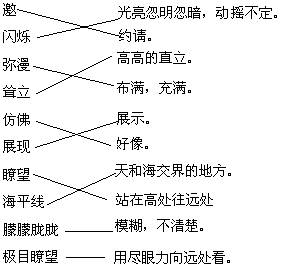 邀 光亮忽明忽暗，动摇不定。
闪烁 约请。
弥漫 高高的直立。
耸立 布满，充满。
仿佛 展示。
展现 好像。
瞭望 天和海交界的地方。
海平线 站在高处往远处
朦朦胧胧 模糊，不清楚。
极目瞭望 用尽眼力向远处看。